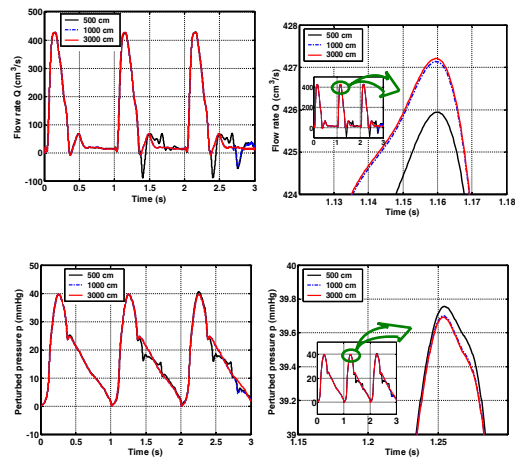 500
400
300
200
100
0
-100
Flow rate Q (cm³/s)
500 cm
1000 cm
3000 cm
0 0.5 1 1.5 2 2.5 3
Time (s)
428
427
426
425
424
Flow rate Q (cm³/s)
500 cm
1000 cm
3000 cm
400
200
0
0 1 2 3
1.13 1.14 1.15 1.16 1.17 1.18
Time (s)
50
40
30
20
10
0
-10
Perturbed pressure p (mmHg)
500 cm
1000 cm
3000 cm
0 0.5 1 1.5 2 2.5 3
Time (s)
40
39.8
39.6
39.4
39.2
39
Perturbed pressure p (mmHg)
500 cm
1000 cm
3000 cm
40
20
0
0 1 2 3
1.15 1.2 1.25
Time (s)